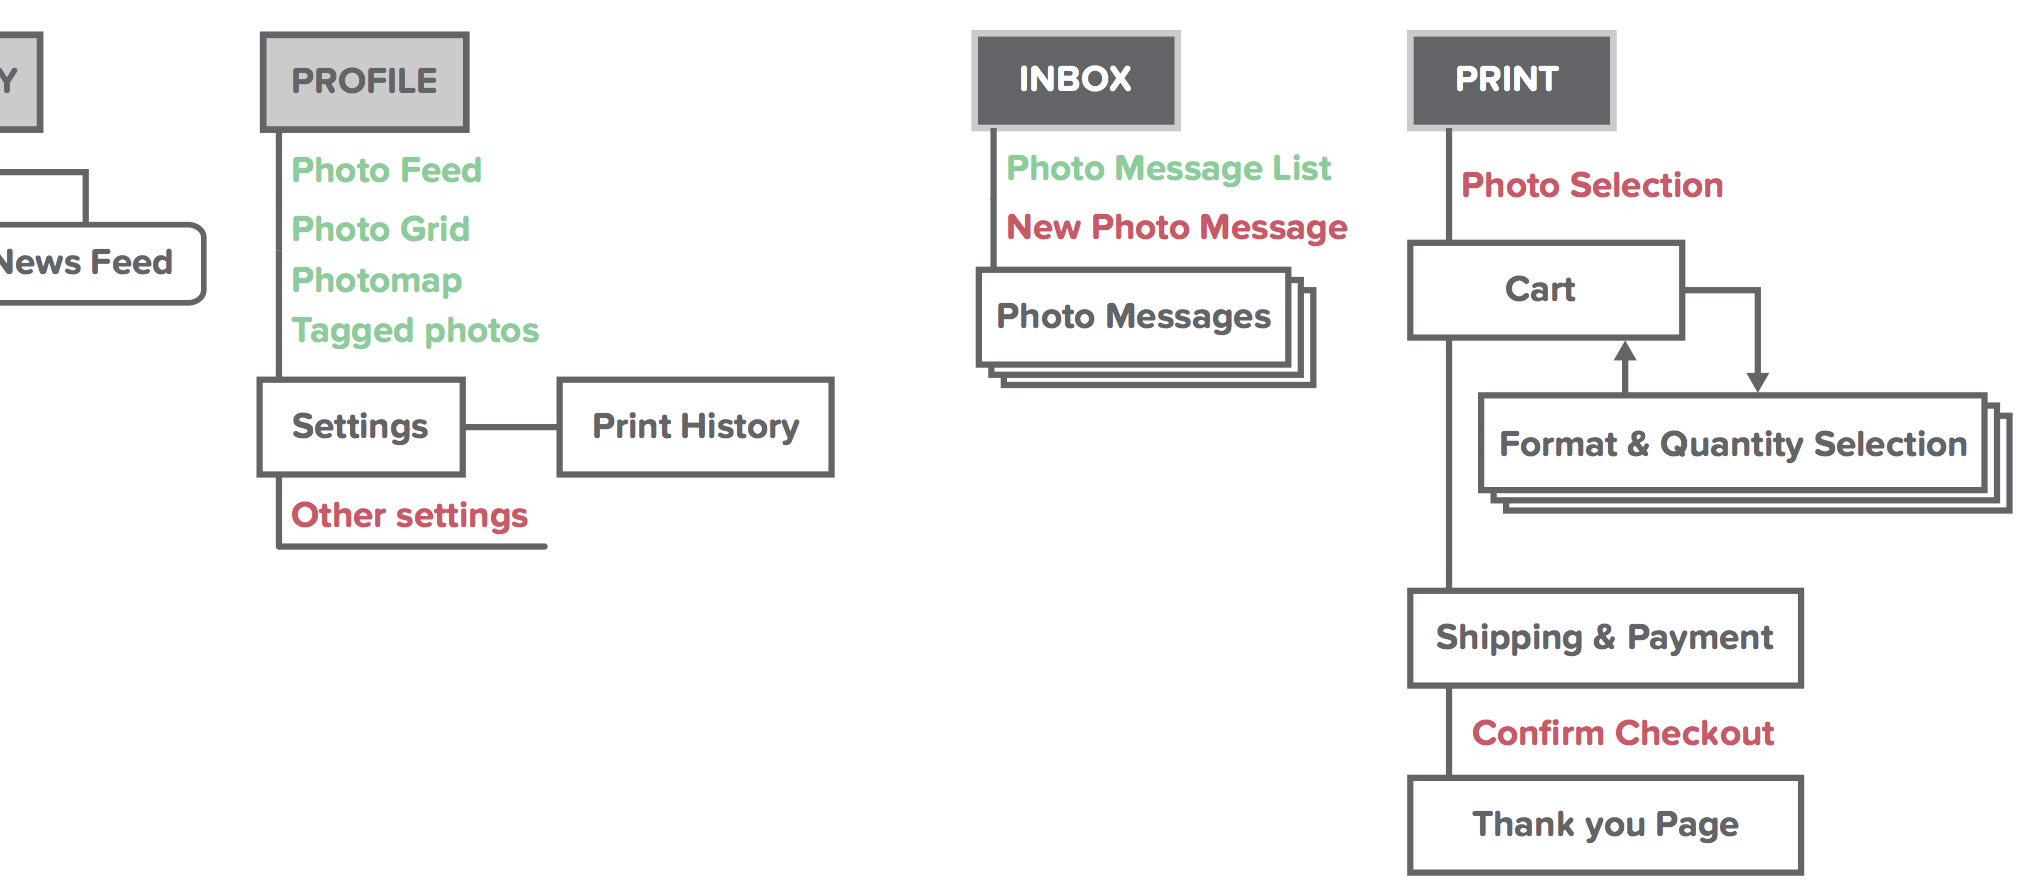 Y
News Feed
PROFILE
Photo Feed
Photo Grid
Photomap
Tagged photos
Settings
Print History
Other settings
INBOX
Photo Message List
New Photo Message
Photo Messages
PRINT
Photo Selection
Cart
Format & Quantity Selection
Shipping & Payment
Confirm Checkout
Thank you Page